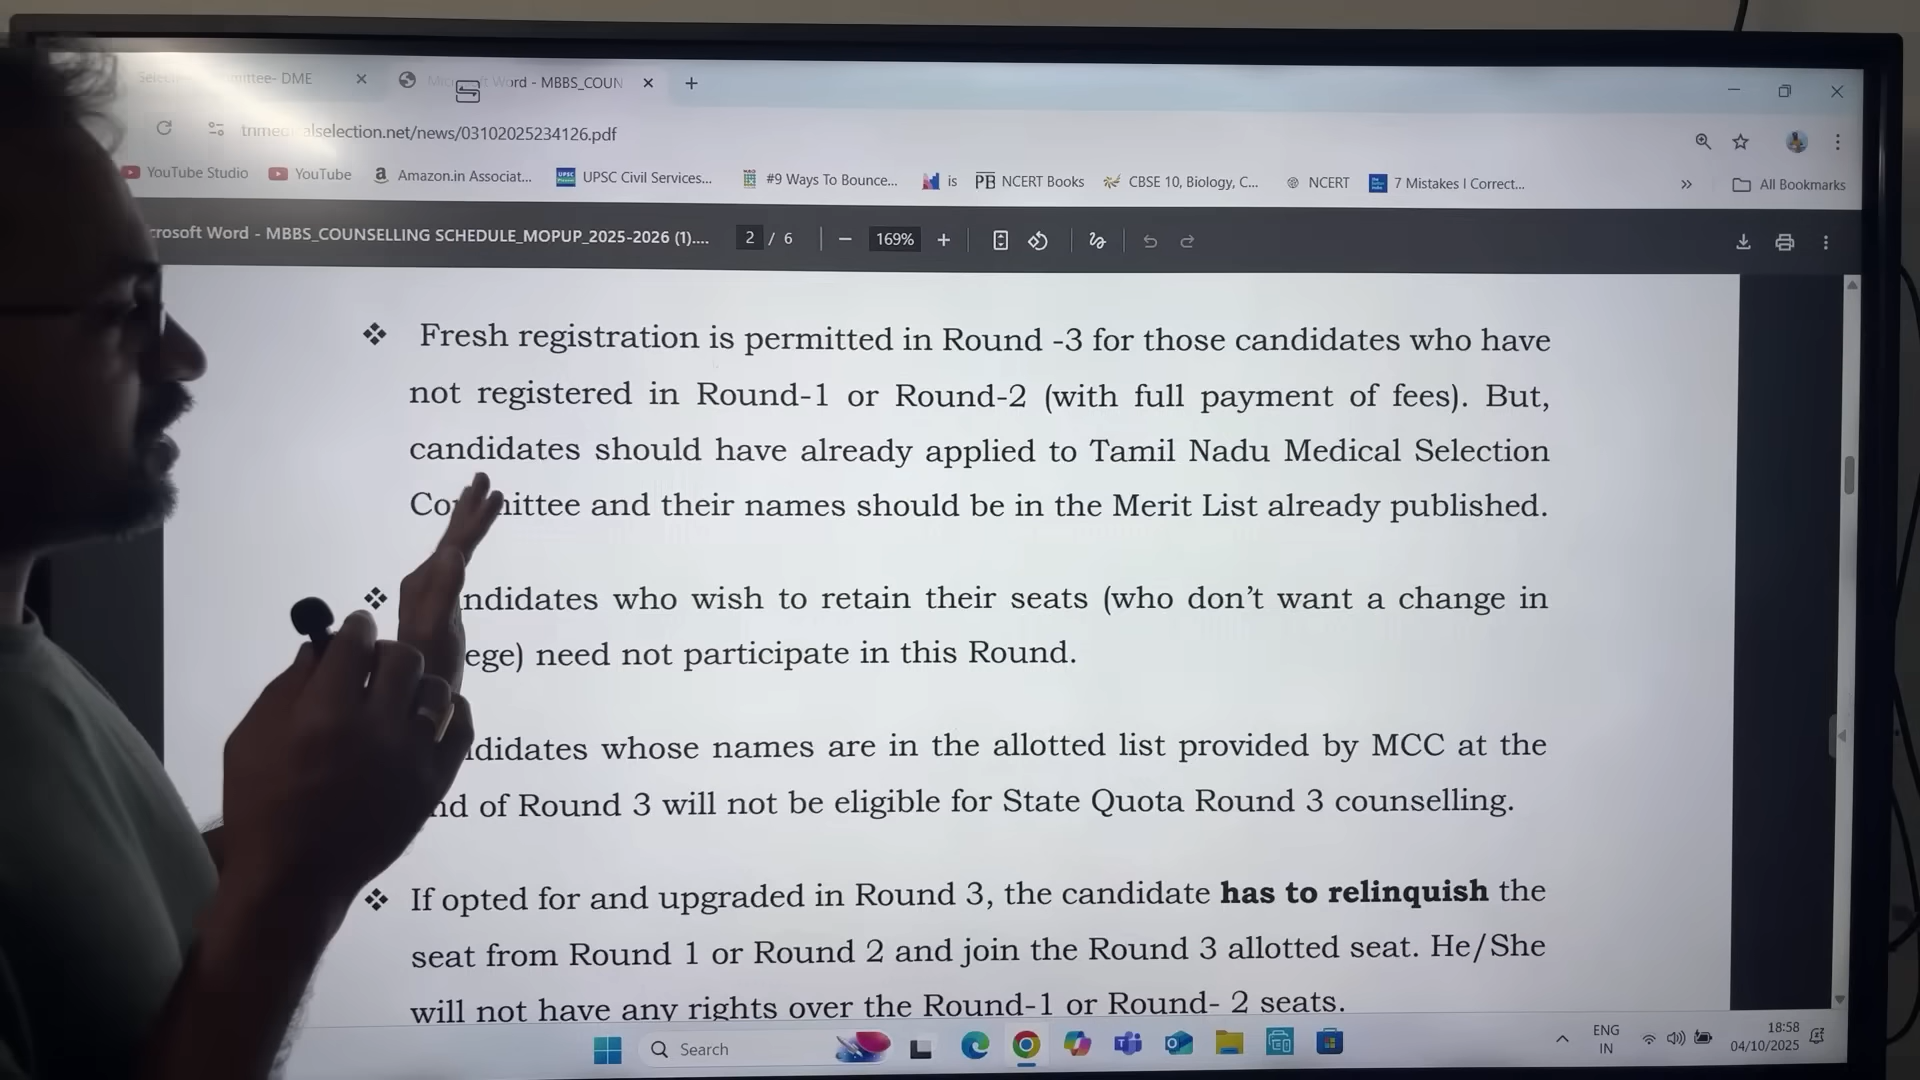 ittee- DME
Word - MBBS_COUN
tnmed alselection.net/news/03102025234126.pdf
YouTube Studio YouTube Amazon.in Associat... UPSC Civil Services... #9 Ways To Bounce... is PB NCERT Books CBSE 10, Biology, C... NCERT 7 Mistakes I Correct... » All Bookmarks
crosoft Word - MBBS_COUNSELLING SCHEDULE_MOPUP_2025-2026 (1).... 2 / 6 169%
❖ Fresh registration is permitted in Round -3 for those candidates who have
not registered in Round-1 or Round-2 (with full payment of fees). But,
candidates should have already applied to Tamil Nadu Medical Selection
Co ittee and their names should be in the Merit List already published.
❖ ndidates who wish to retain their seats (who don't want a change in
ege) need not participate in this Round.
didates whose names are in the allotted list provided by MCC at the
nd of Round 3 will not be eligible for State Quota Round 3 counselling.
❖ If opted for and upgraded in Round 3, the candidate has to relinquish the
seat from Round 1 or Round 2 and join the Round 3 allotted seat. He/She
will not have any rights over the Round-1 or Round- 2 seats.
Search
ENG
IN
18:58
04/10/2025